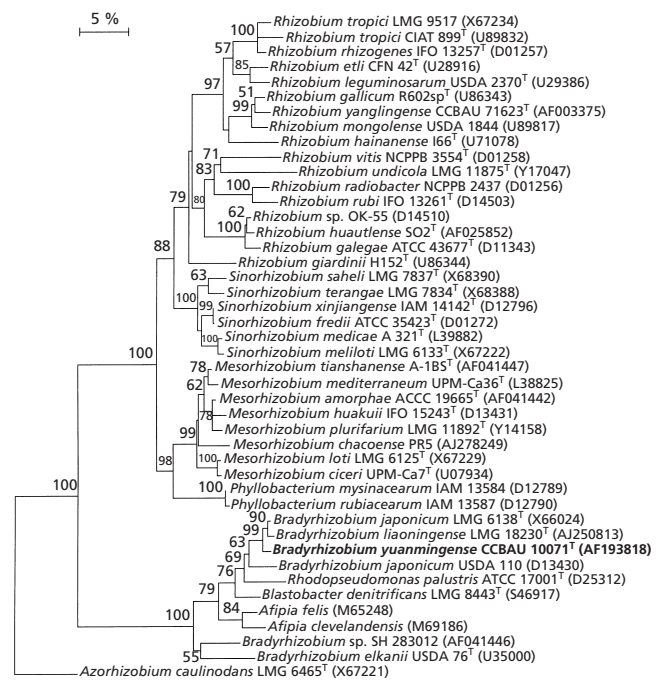 5 %
100
Rhizobium tropici LMG 9517 (X67234)
Rhizobium tropici CIAT 899ᵀ (U89832)
57
Rhizobium rhizogenes IFO 13257ᵀ (D01257)
85
Rhizobium etli CFN 42ᵀ (U28916)
97
Rhizobium leguminosarum USDA 2370ᵀ (U29386)
51
Rhizobium gallicum R602spᵀ (U86343)
99
Rhizobium yanglingense CCBAU 71623ᵀ (AF003375)
Rhizobium mongolense USDA 1844 (U89817)
Rhizobium hainanense I66ᵀ (U71078)
71
Rhizobium vitis NCPPB 3554ᵀ (D01258)
83
Rhizobium undicola LMG 11875ᵀ (Y17047)
100
Rhizobium radiobacter NCPPB 2437 (D01256)
79
80
Rhizobium rubi IFO 13261ᵀ (D14503)
62
Rhizobium sp. OK-55 (D14510)
100
Rhizobium huautlense SO2ᵀ (AF025852)
88
Rhizobium galegae ATCC 43677ᵀ (D11343)
Rhizobium giardinii H152ᵀ (U86344)
63
Sinorhizobium saheli LMG 7837ᵀ (X68390)
100
Sinorhizobium terangae LMG 7834ᵀ (X68388)
99
Sinorhizobium xinjiangense IAM 14142ᵀ (D12796)
Sinorhizobium fredii ATCC 35423ᵀ (D01272)
100
Sinorhizobium medicae A 321ᵀ (L39882)
100
Sinorhizobium meliloti LMG 6133ᵀ (X67222)
78
Mesorhizobium tianshanense A-1BSᵀ (AF041447)
62
Mesorhizobium mediterraneum UPM-Ca36ᵀ (L38825)
Mesorhizobium amorphae ACCC 19665ᵀ (AF041442)
78
Mesorhizobium huakuii IFO 15243ᵀ (D13431)
99
Mesorhizobium plurifarium LMG 11892ᵀ (Y14158)
Mesorhizobium chacoense PR5 (AJ278249)
98
100
Mesorhizobium loti LMG 6125ᵀ (X67229)
Mesorhizobium ciceri UPM-Ca7ᵀ (U07934)
100
100
Phyllobacterium mysinacearum IAM 13584 (D12789)
Phyllobacterium rubiacearum IAM 13587 (D12790)
90
Bradyrhizobium japonicum LMG 6138ᵀ (X66024)
99
Bradyrhizobium liaoningense LMG 18230ᵀ (AJ250813)
63
Bradyrhizobium yuanmingense CCBAU 10071ᵀ (AF193818)
69
Bradyrhizobium japonicum USDA 110 (D13430)
76
Rhodopseudomonas palustris ATCC 17001ᵀ (D25312)
79
Blastobacter denitrificans LMG 8443ᵀ (S46917)
100
84
Afipia felis (M65248)
Afipia clevelandensis (M69186)
Bradyrhizobium sp. SH 283012 (AF041446)
55
Bradyrhizobium elkanii USDA 76ᵀ (U35000)
Azorhizobium caulinodans LMG 6465ᵀ (X67221)